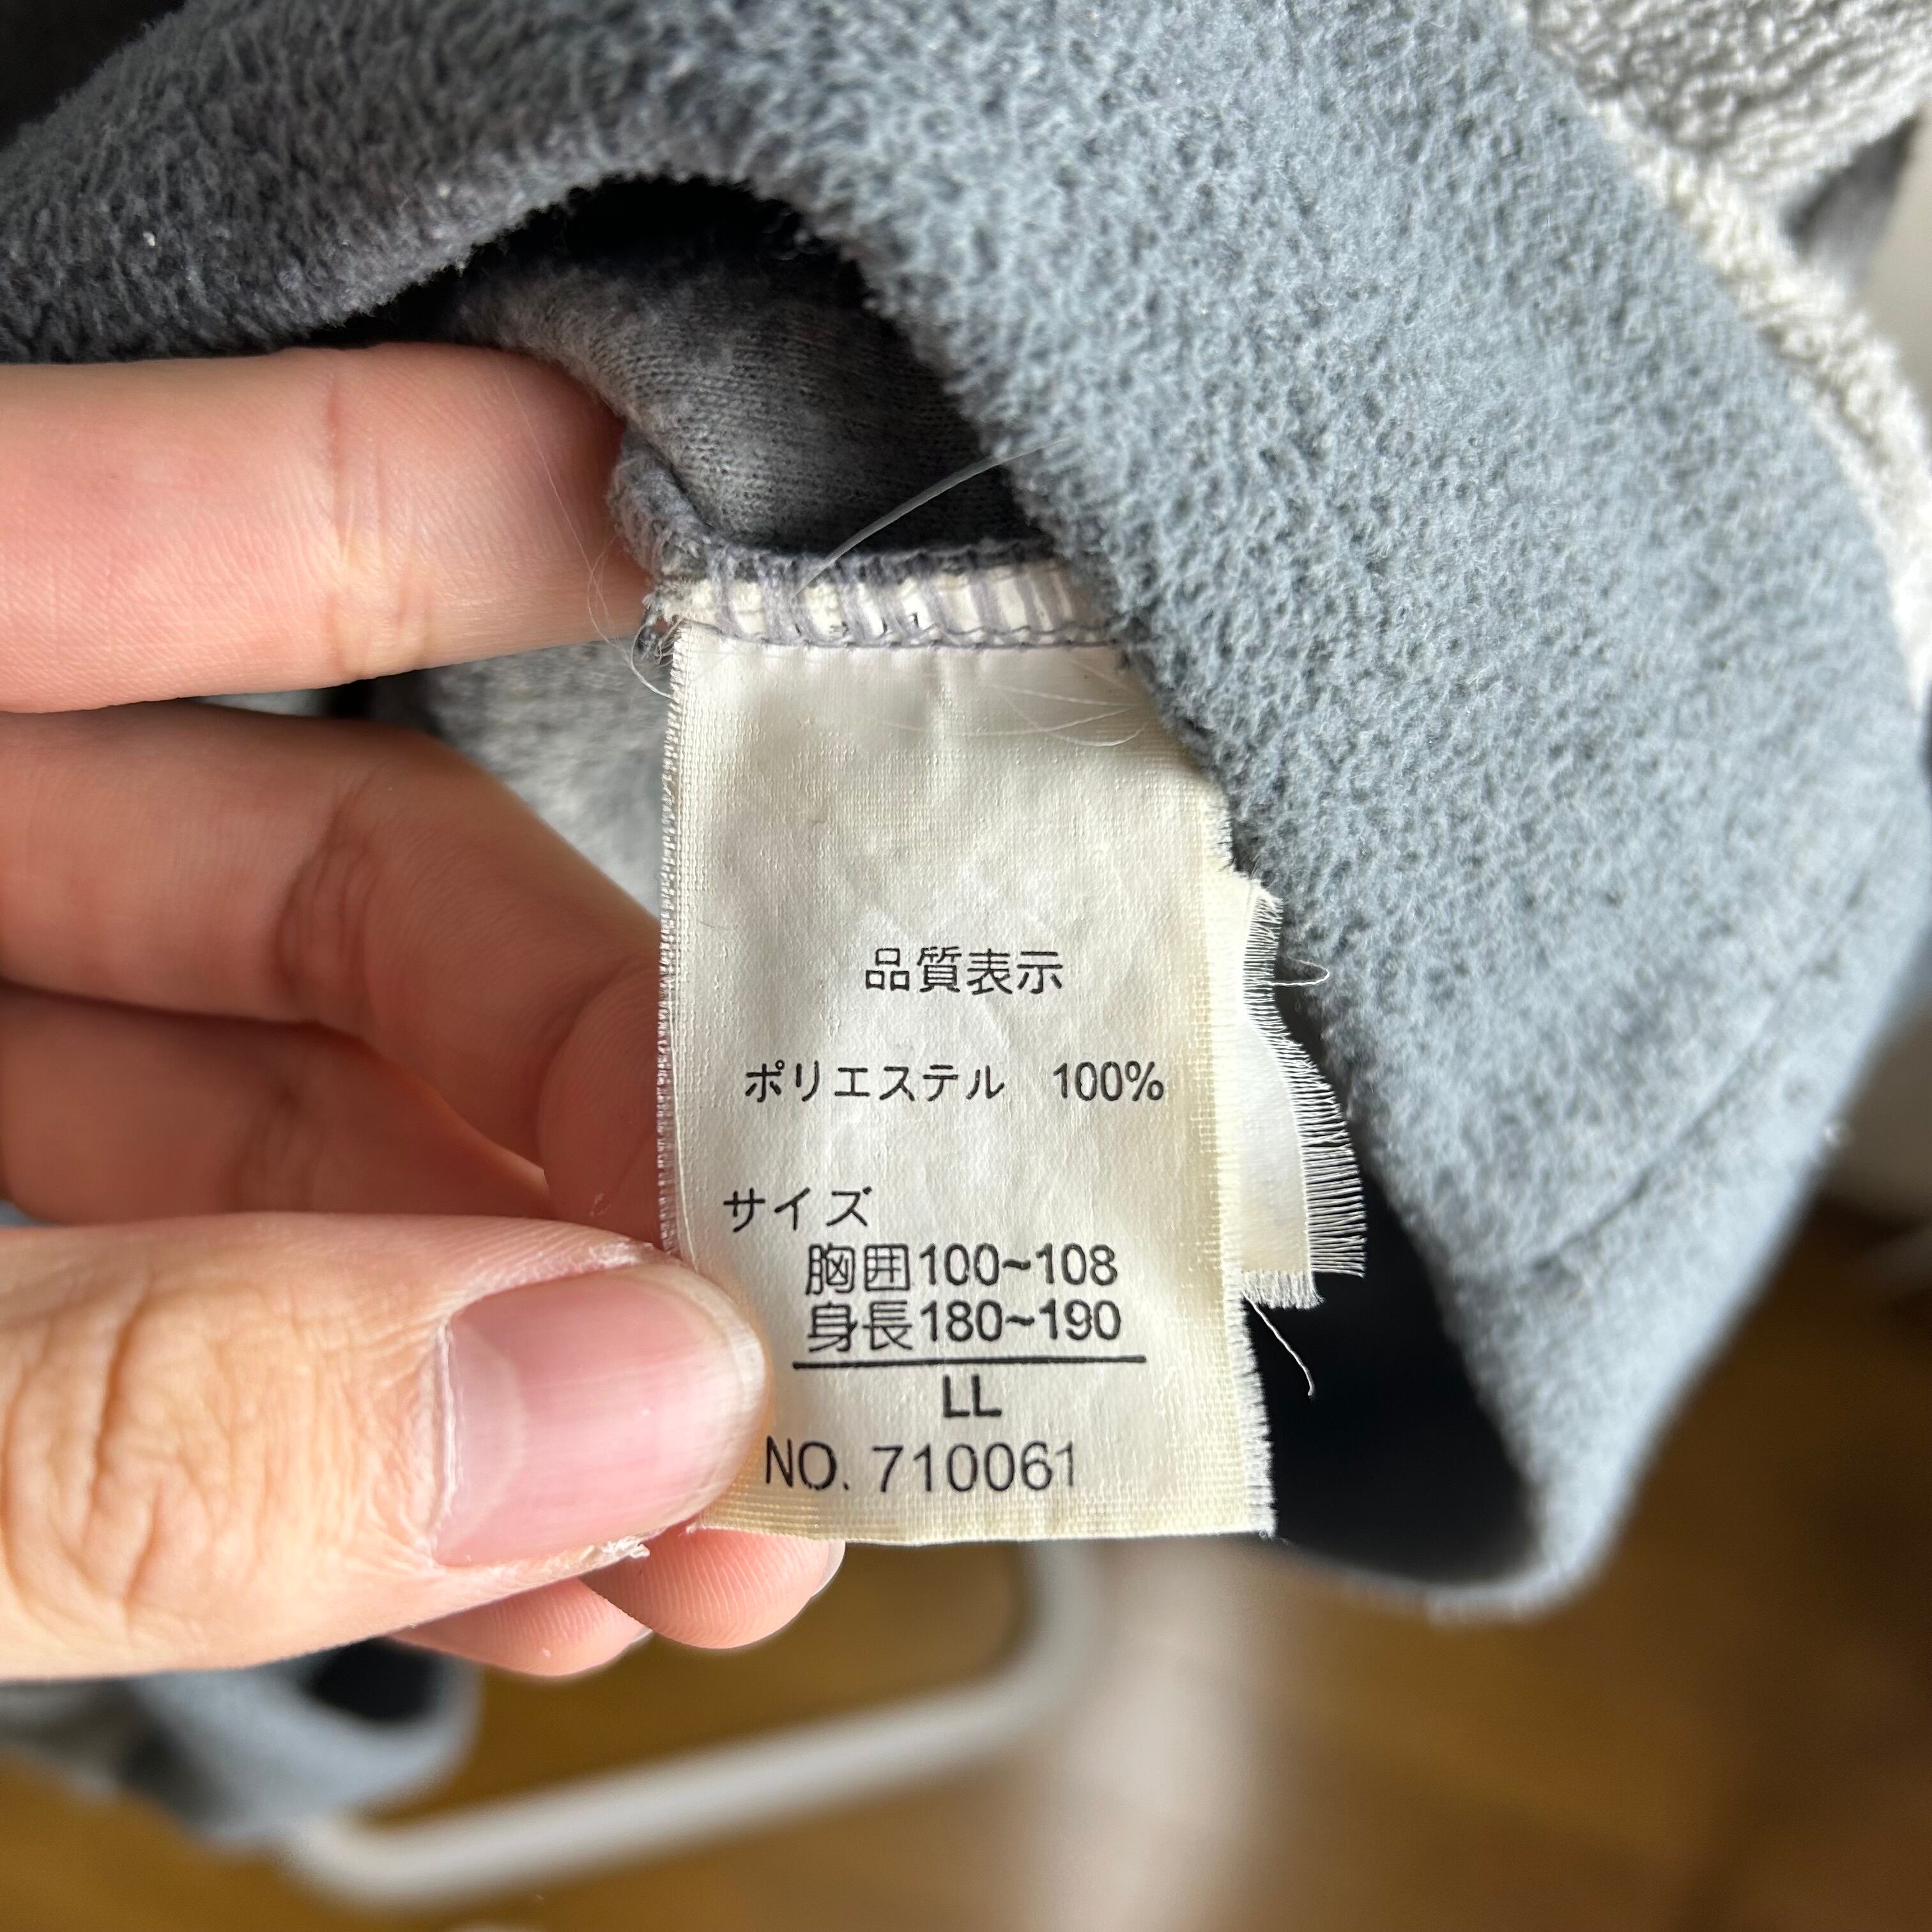 品質表示
ポリエステル 100%
サイズ
胸囲100~108
身長180~190
LL
NO. 710061